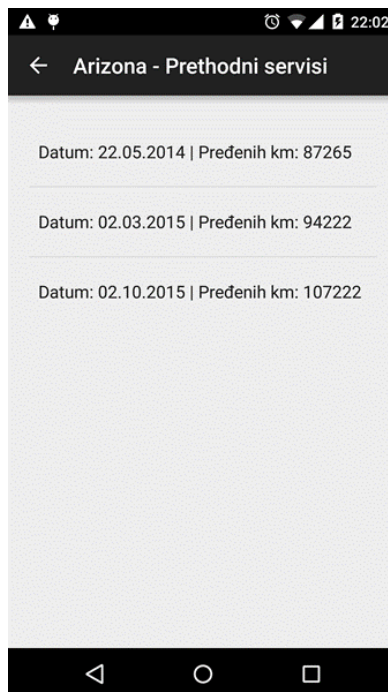 22:02
Arizona - Prethodni servisi
Datum: 22.05.2014 | Pređenih km: 87265
Datum: 02.03.2015 | Pređenih km: 94222
Datum: 02.10.2015 | Pređenih km: 107222